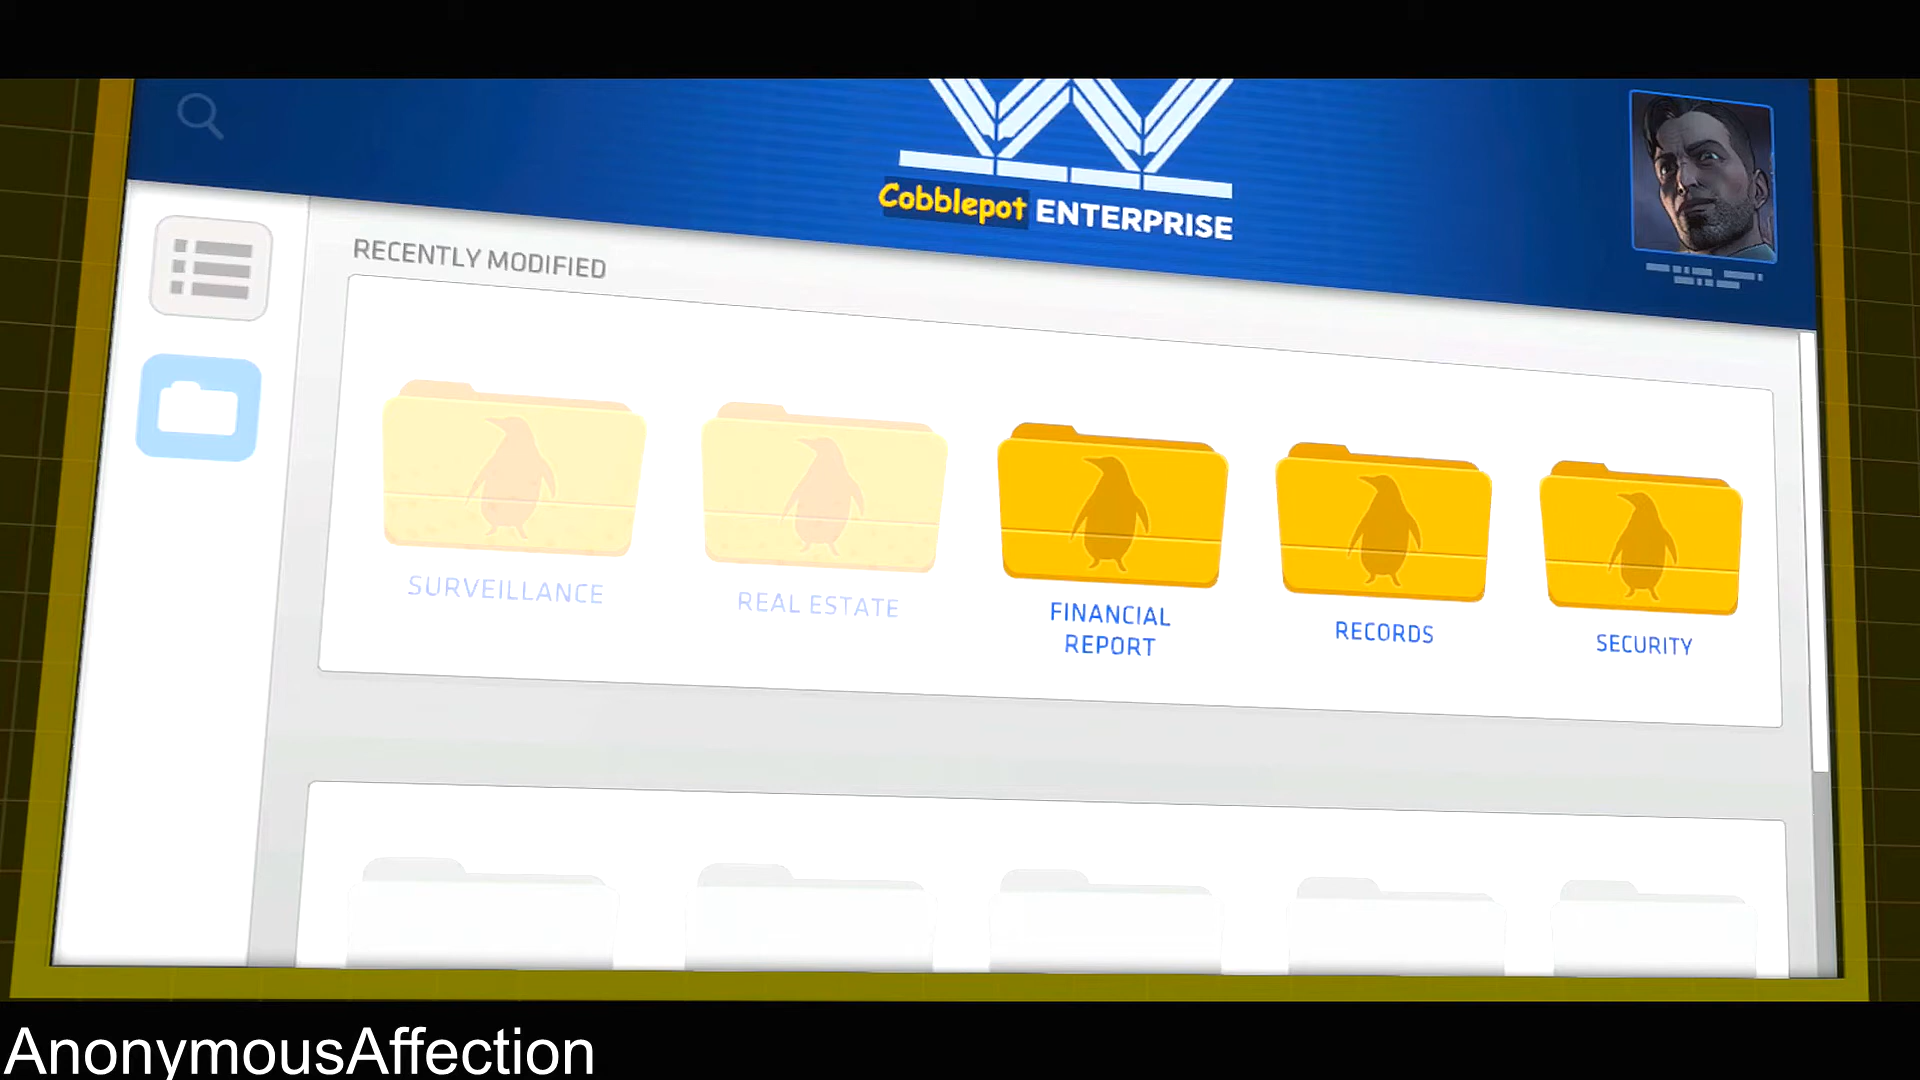 Cobblepot ENTERPRISE
RECENTLY MODIFIED
SURVEILLANCE
REAL ESTATE
FINANCIAL
REPORT
RECORDS
SECURITY
AnonymousAffection